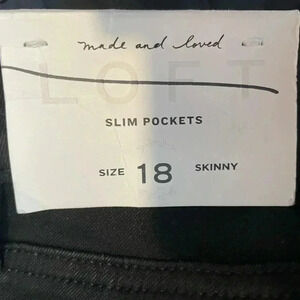 made and loved
LOFT
SLIM POCKETS
SIZE 18 SKINNY